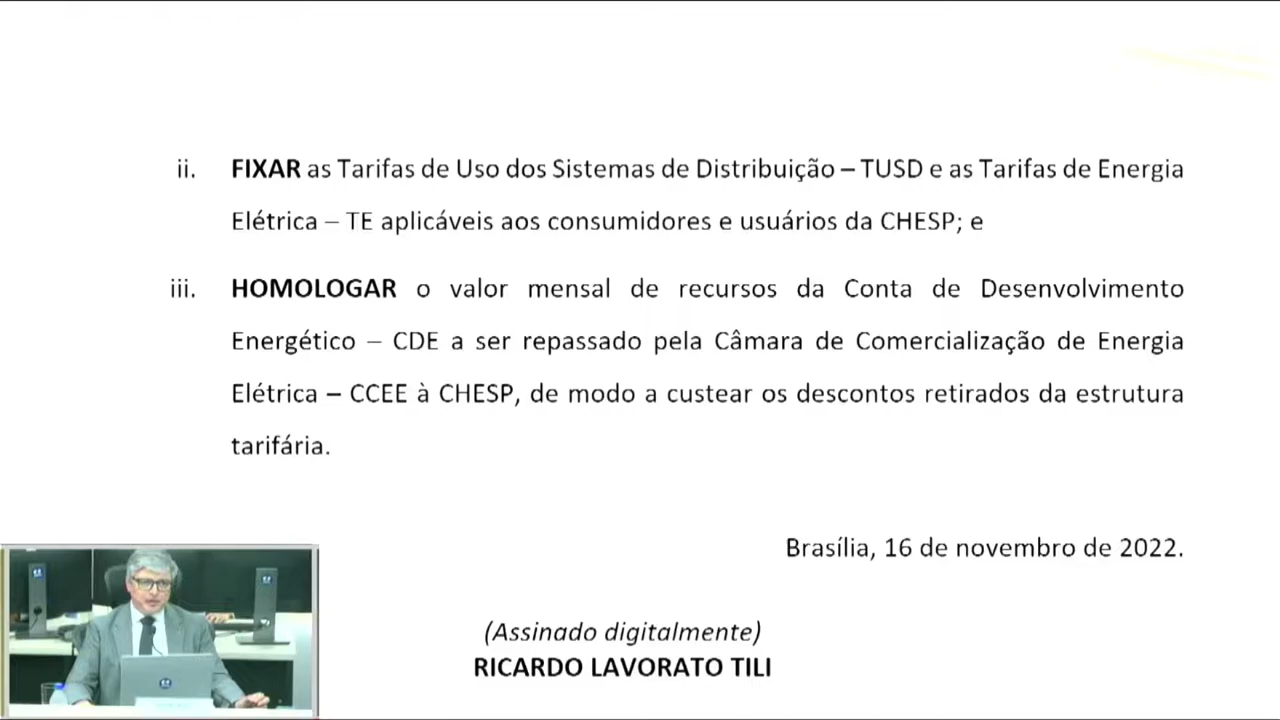 ii. FIXAR as Tarifas de Uso dos Sistemas de Distribuição – TUSD e as Tarifas de Energia
Elétrica – TE aplicáveis aos consumidores e usuários da CHESP; e
iii. HOMOLOGAR o valor mensal de recursos da Conta de Desenvolvimento
Energético – CDE a ser repassado pela Câmara de Comercialização de Energia
Elétrica – CCEE à CHESP, de modo a custear os descontos retirados da estrutura
tarifária.
Brasília, 16 de novembro de 2022.
(Assinado digitalmente)
RICARDO LAVORATO TILI